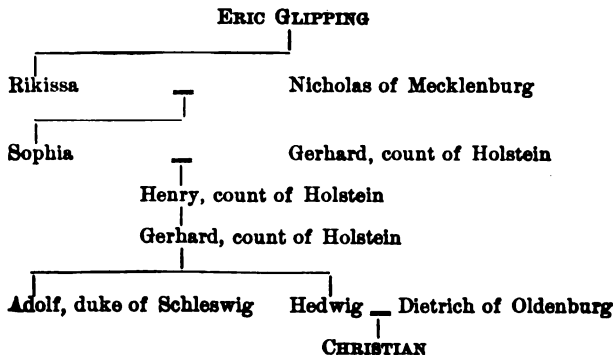 ERIC GLIPPING
Rikissa Nicholas of Mecklenburg
Sophia Gerhard, count of Holstein
Henry, count of Holstein
Gerhard, count of Holstein
Adolf, duke of Schleswig Hedwig Dietrich of Oldenburg
CHRISTIAN